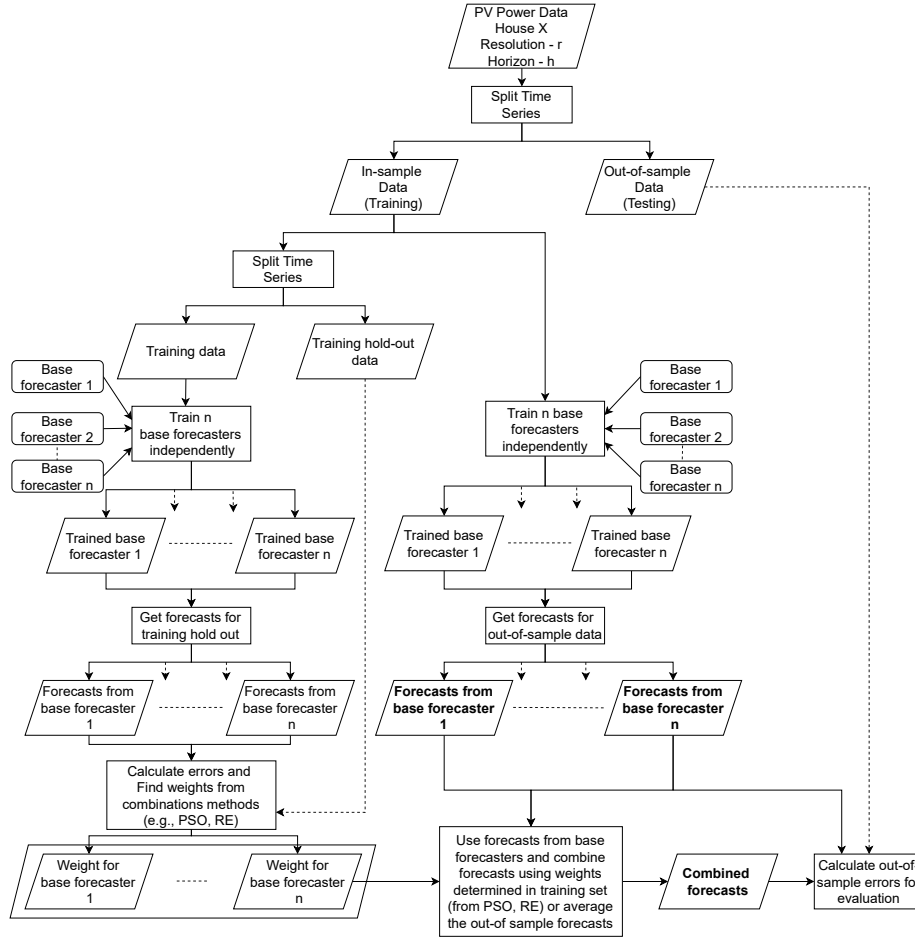 PV Power Data
House X
Resolution - r
Horizon - h
Split Time
Series
In-sample
Data
(Training)
Out-of-sample
Data
(Testing)
Split Time
Series
Training data
Training hold-out
data
Base
forecaster 1
Base
forecaster 2
Base
forecaster n
Train n
base forecasters
independently
Train n base
forecasters
independently
Base
forecaster 1
Base
forecaster 2
Base
forecaster n
Trained base
forecaster 1
Trained base
forecaster n
Trained base
forecaster 1
Trained base
forecaster n
Get forecasts for
training hold out
Get forecasts for
out-of-sample data
Forecasts from
base forecaster
1
Forecasts from
base forecaster
n
Forecasts from
base forecaster
1
Forecasts from
base forecaster
n
Calculate errors and
Find weights from
combinations methods
(e.g., PSO, RE)
Weight for
base forecaster
1
Weight for
base forecaster
n
Use forecasts from base
forecasters and combine
forecasts using weights
determined in training set
(from PSO, RE) or average
the out-of sample forecasts
Combined
forecasts
Calculate out-of-
sample errors for
evaluation